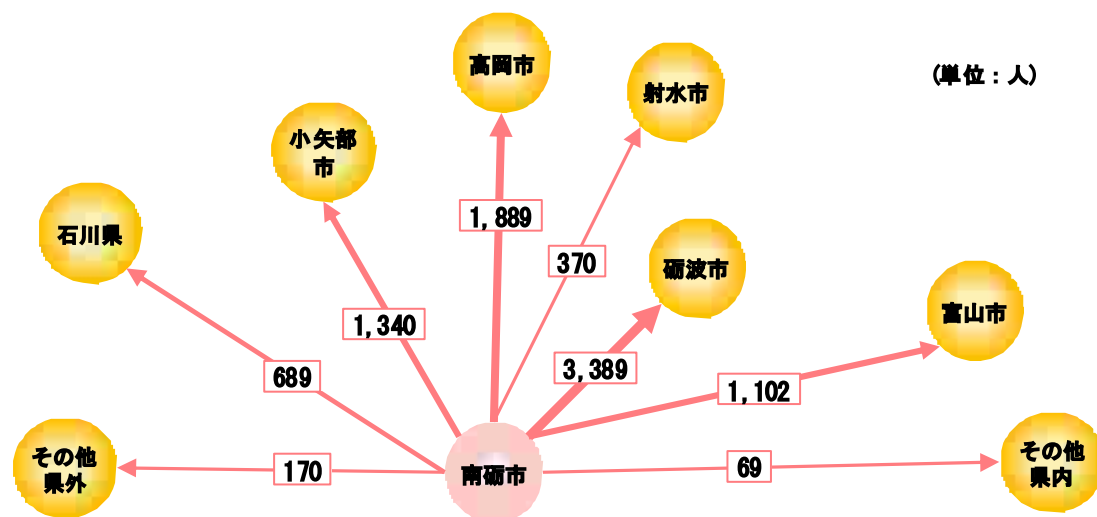 高岡市
射水市
(単位：人)
小矢部
市
石川県
1,889
370
砺波市
富山市
1,340
689
3,389
1,102
その他
県外
170
南砺市
69
その他
県内